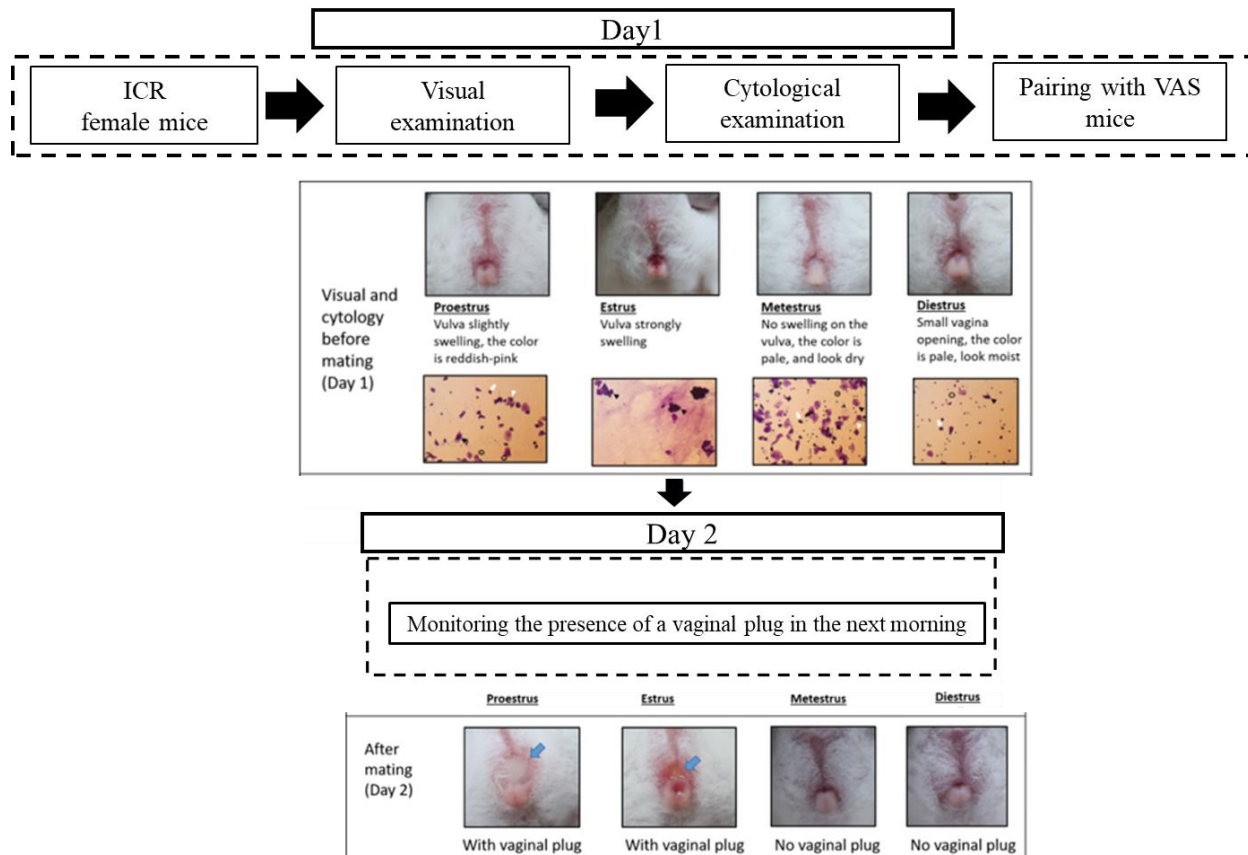 Day1
ICR
female mice
Visual
examination
Cytological
examination
Pairing with VAS
mice
Visual and
cytology
before
mating
(Day 1)
Proestrus
Vulva slightly
swelling, the color
is reddish-pink
Estrus
Vulva strongly
swelling
Metestrus
No swelling on the
vulva, the color is
pale, and look dry
Diestrus
Small vagina
opening, the color
is pale, look moist
Day 2
Monitoring the presence of a vaginal plug in the next morning
Proestrus
Estrus
Metestrus
Diestrus
After
mating
(Day 2)
With vaginal plug
With vaginal plug
No vaginal plug
No vaginal plug